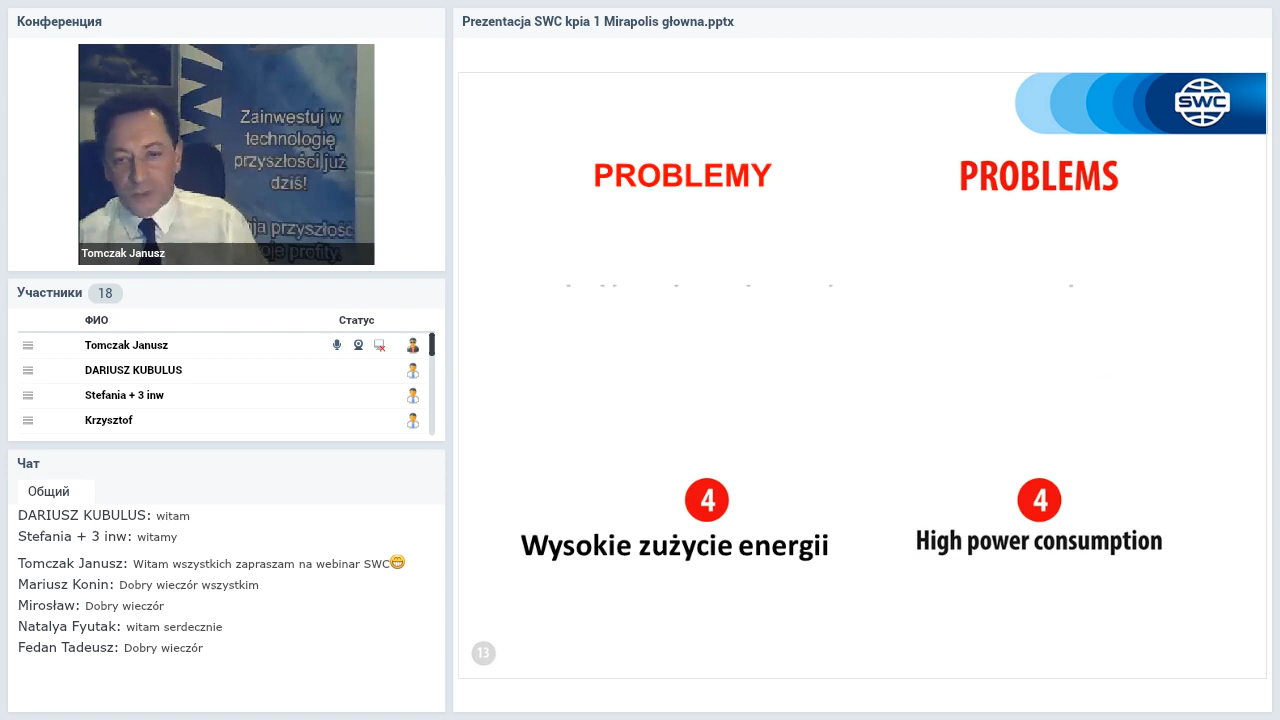 Конференция
Zainwestuj w
technologię
przyszłości już
dziś!
przyszłość
profity.
Tomczak Janusz
Участники 18
ФИО Статус
Tomczak Janusz
DARIUSZ KUBULUS
Stefania + 3 inw
Krzysztof
Чат
Общий
DARIUSZ KUBULUS: witam
Stefania + 3 inw: witamy
Tomczak Janusz: Witam wszystkich zapraszam na webinar SWC
Mariusz Konin: Dobry wieczór wszystkim
Mirosław: Dobry wieczór
Natalya Fyutak: witam serdecznie
Fedan Tadeusz: Dobry wieczór
Prezentacja SWC kpia 1 Mirapolis głowna.pptx
SWC
PROBLEMY PROBLEMS
4 4
Wysokie zużycie energii High power consumption
13